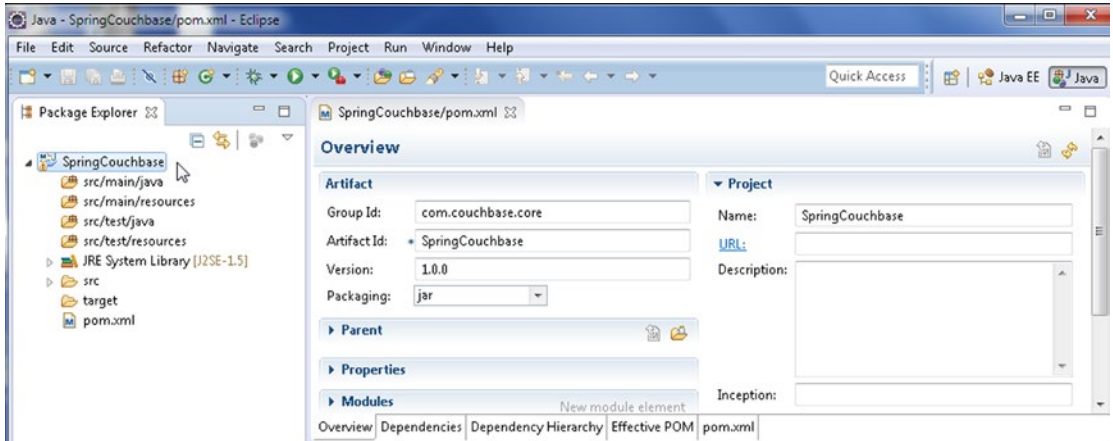 Java - SpringCouchbase/pom.xml - Eclipse
File Edit Source Refactor Navigate Search Project Run Window Help
Quick Access Java EE Java
Package Explorer
SpringCouchbase
src/main/java
src/main/resources
src/test/java
src/test/resources
JRE System Library [J2SE-1.5]
src
target
pom.xml
SpringCouchbase/pom.xml
Overview
Artifact
Group Id: com.couchbase.core
Artifact Id: SpringCouchbase
Version: 1.0.0
Packaging: jar
Parent
Properties
Modules
New module element
Project
Name: SpringCouchbase
URL:
Description:
Inception:
Overview Dependencies Dependency Hierarchy Effective POM pom.xml